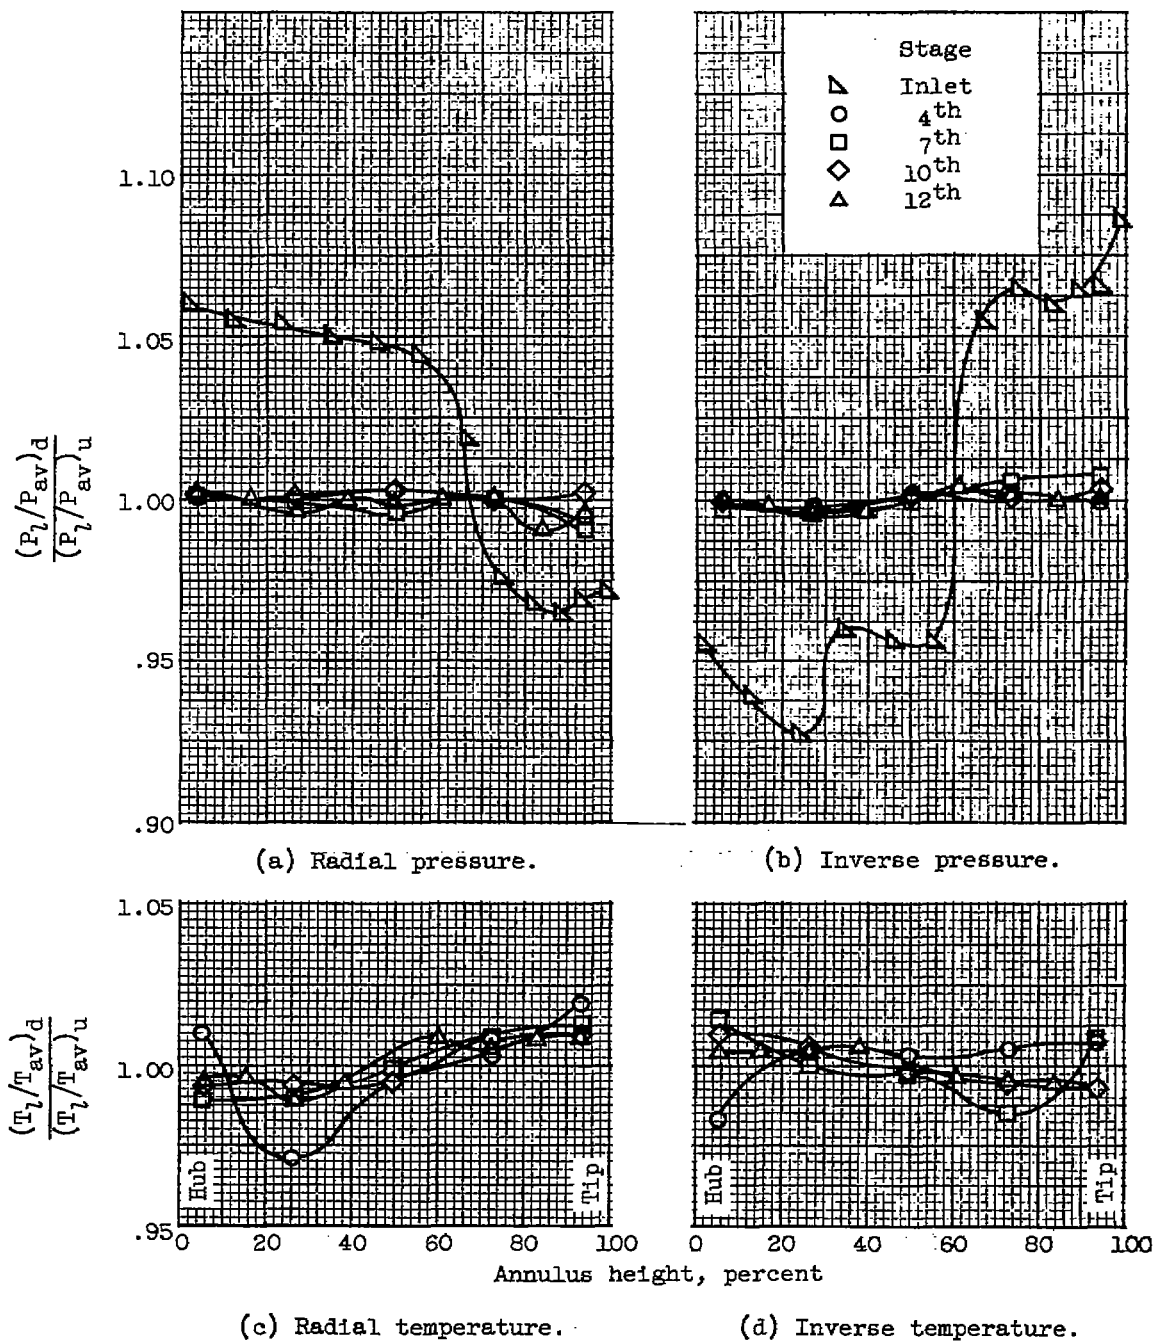 Stage
Inlet
4th
7th
10th
12th
1.10
1.05
1.00
.95
.90
(P_l/P_av)_d
(P_l/P_av)_u
(a) Radial pressure.
(b) Inverse pressure.
1.05
1.00
.95
(T_l/T_av)_d
(T_l/T_av)_u
Hub
Tip
Hub
Tip
0 20 40 60 80 100
0 20 40 60 80 100
Annulus height, percent
(c) Radial temperature.
(d) Inverse temperature.